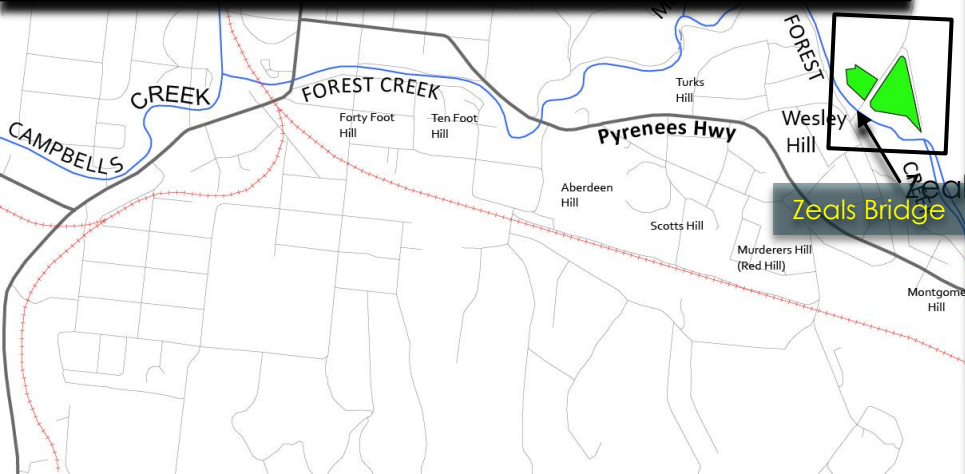 FOREST
CREEK
FOREST CREEK
CAMPBELLS
Forty Foot
Hill
Ten Foot
Hill
Turks
Hill
Wesley
Hill
Pyrenees Hwy
CREE
Zeals Bridge
Aberdeen
Hill
Scotts Hill
Murderers Hill
(Red Hill)
Montgome
Hill